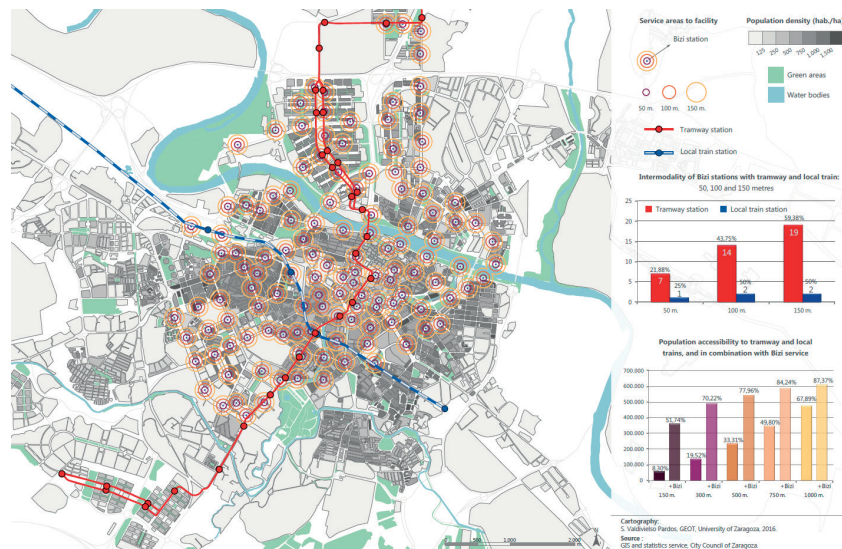 Service areas to facility
Population density (hab./ha)
Bizi station
125 250 500 750 1.000 1.500
Green areas
Water bodies
50 m. 100 m. 150 m.
Tramway station
Local train station
Intermodality of Bizi stations with tramway and local train:
50, 100 and 150 metres
Tramway station
Local train station
25
20
15
10
5
0
21,88%
7
25%
1
43,75%
14
50%
2
59,38%
19
50%
2
50 m.
100 m.
150 m.
Population accessibility to tramway and local
trains, and in combination with Bizi service
700.000
600.000
500.000
400.000
300.000
200.000
100.000
0
8,30%
51,74%
19,52%
70,22%
33,31%
77,96%
49,80%
84,24%
67,89%
87,37%
+Bizi +Bizi +Bizi +Bizi +Bizi
150 m. 300 m. 500 m. 750 m. 1000 m.
0 500 1.000 2.000 m
N
Cartography:
S. Valdivielso Pardos, GEOT, University of Zaragoza, 2016.
Source :
GIS and statistics service, City Council of Zaragoza.